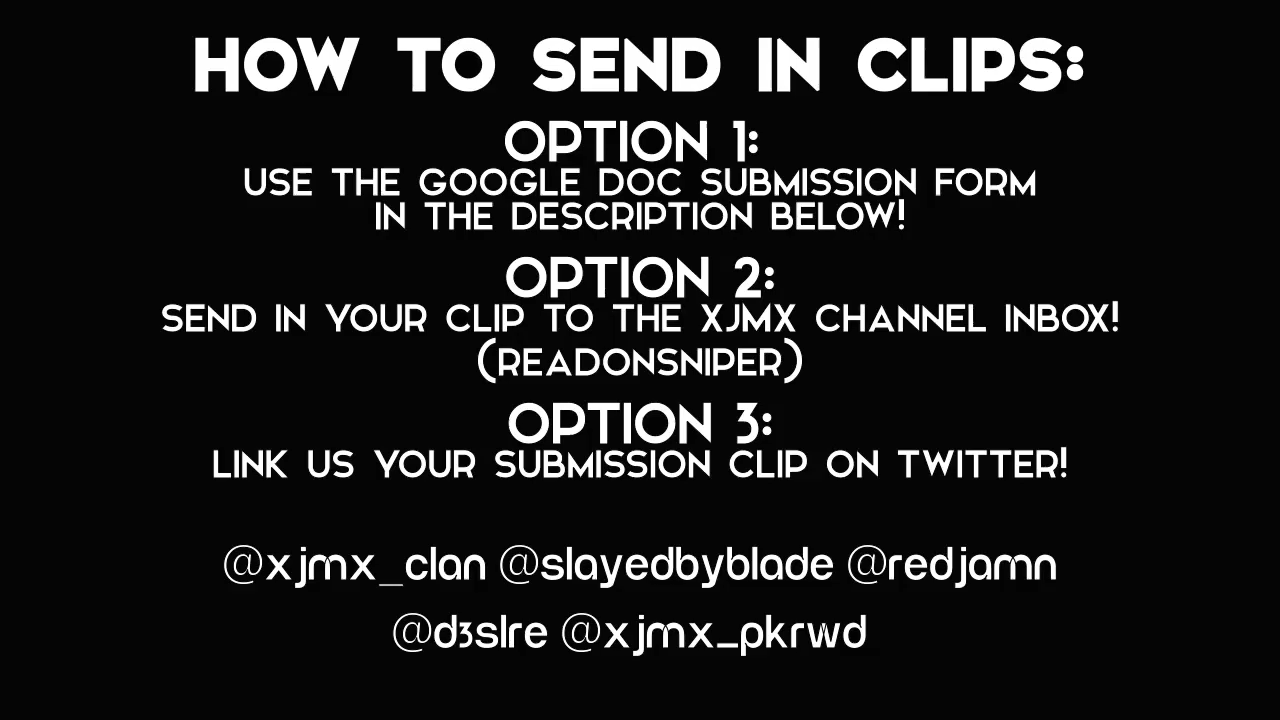 HOW TO SEND IN CLIPS:
OPTION 1:
USE THE GOOGLE DOC SUBMISSION FORM
IN THE DESCRIPTION BELOW!
OPTION 2:
SEND IN YOUR CLIP TO THE XJMX CHANNEL INBOX!
(READONSNIPER)
OPTION 3:
LINK US YOUR SUBMISSION CLIP ON TWITTER!
@xjmx_clan @slayedbyblade @redjamn
@d3slre @xjmx_pkrwd